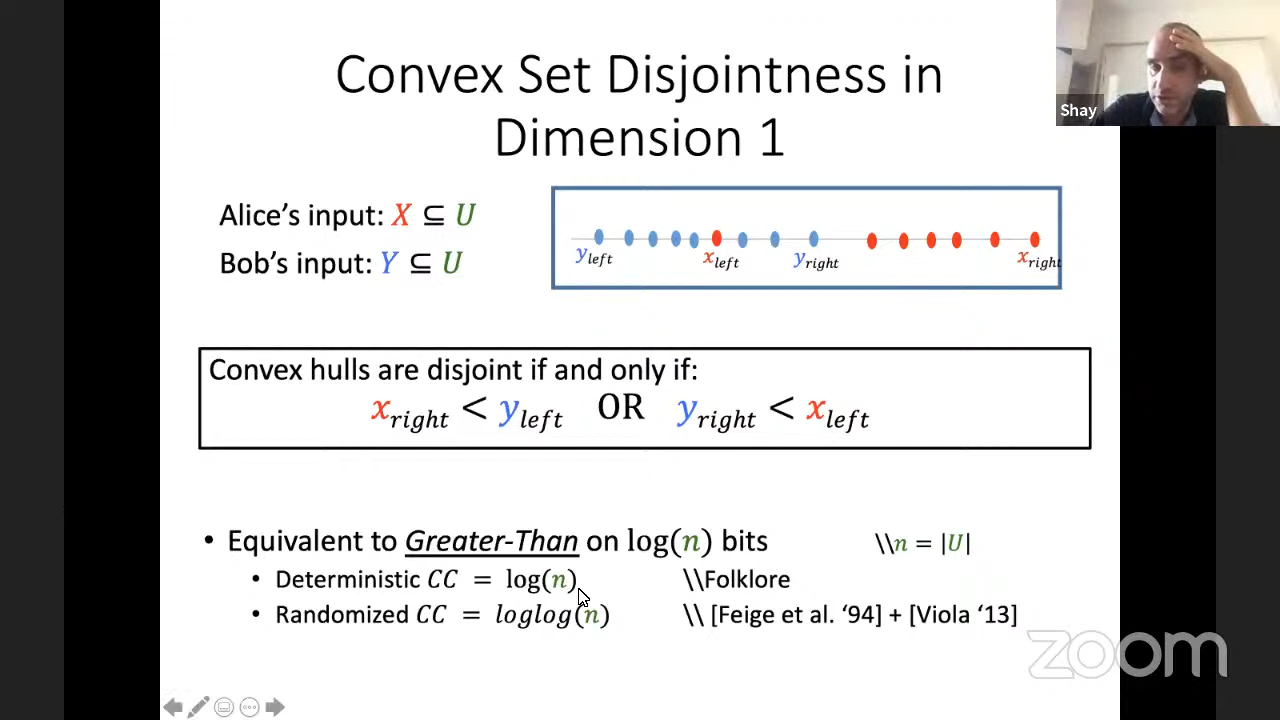 Convex Set Disjointness in
Dimension 1
Shay
Alice's input: X ⊆ U
Bob's input: Y ⊆ U
y_left x_left y_right x_right
Convex hulls are disjoint if and only if:
x_right < y_left OR y_right < x_left
• Equivalent to Greater-Than on log(n) bits \\n = |U|
• Deterministic CC = log(n) \\Folklore
• Randomized CC = loglog(n) \\ [Feige et al. ‘94] + [Viola ‘13]
zoom